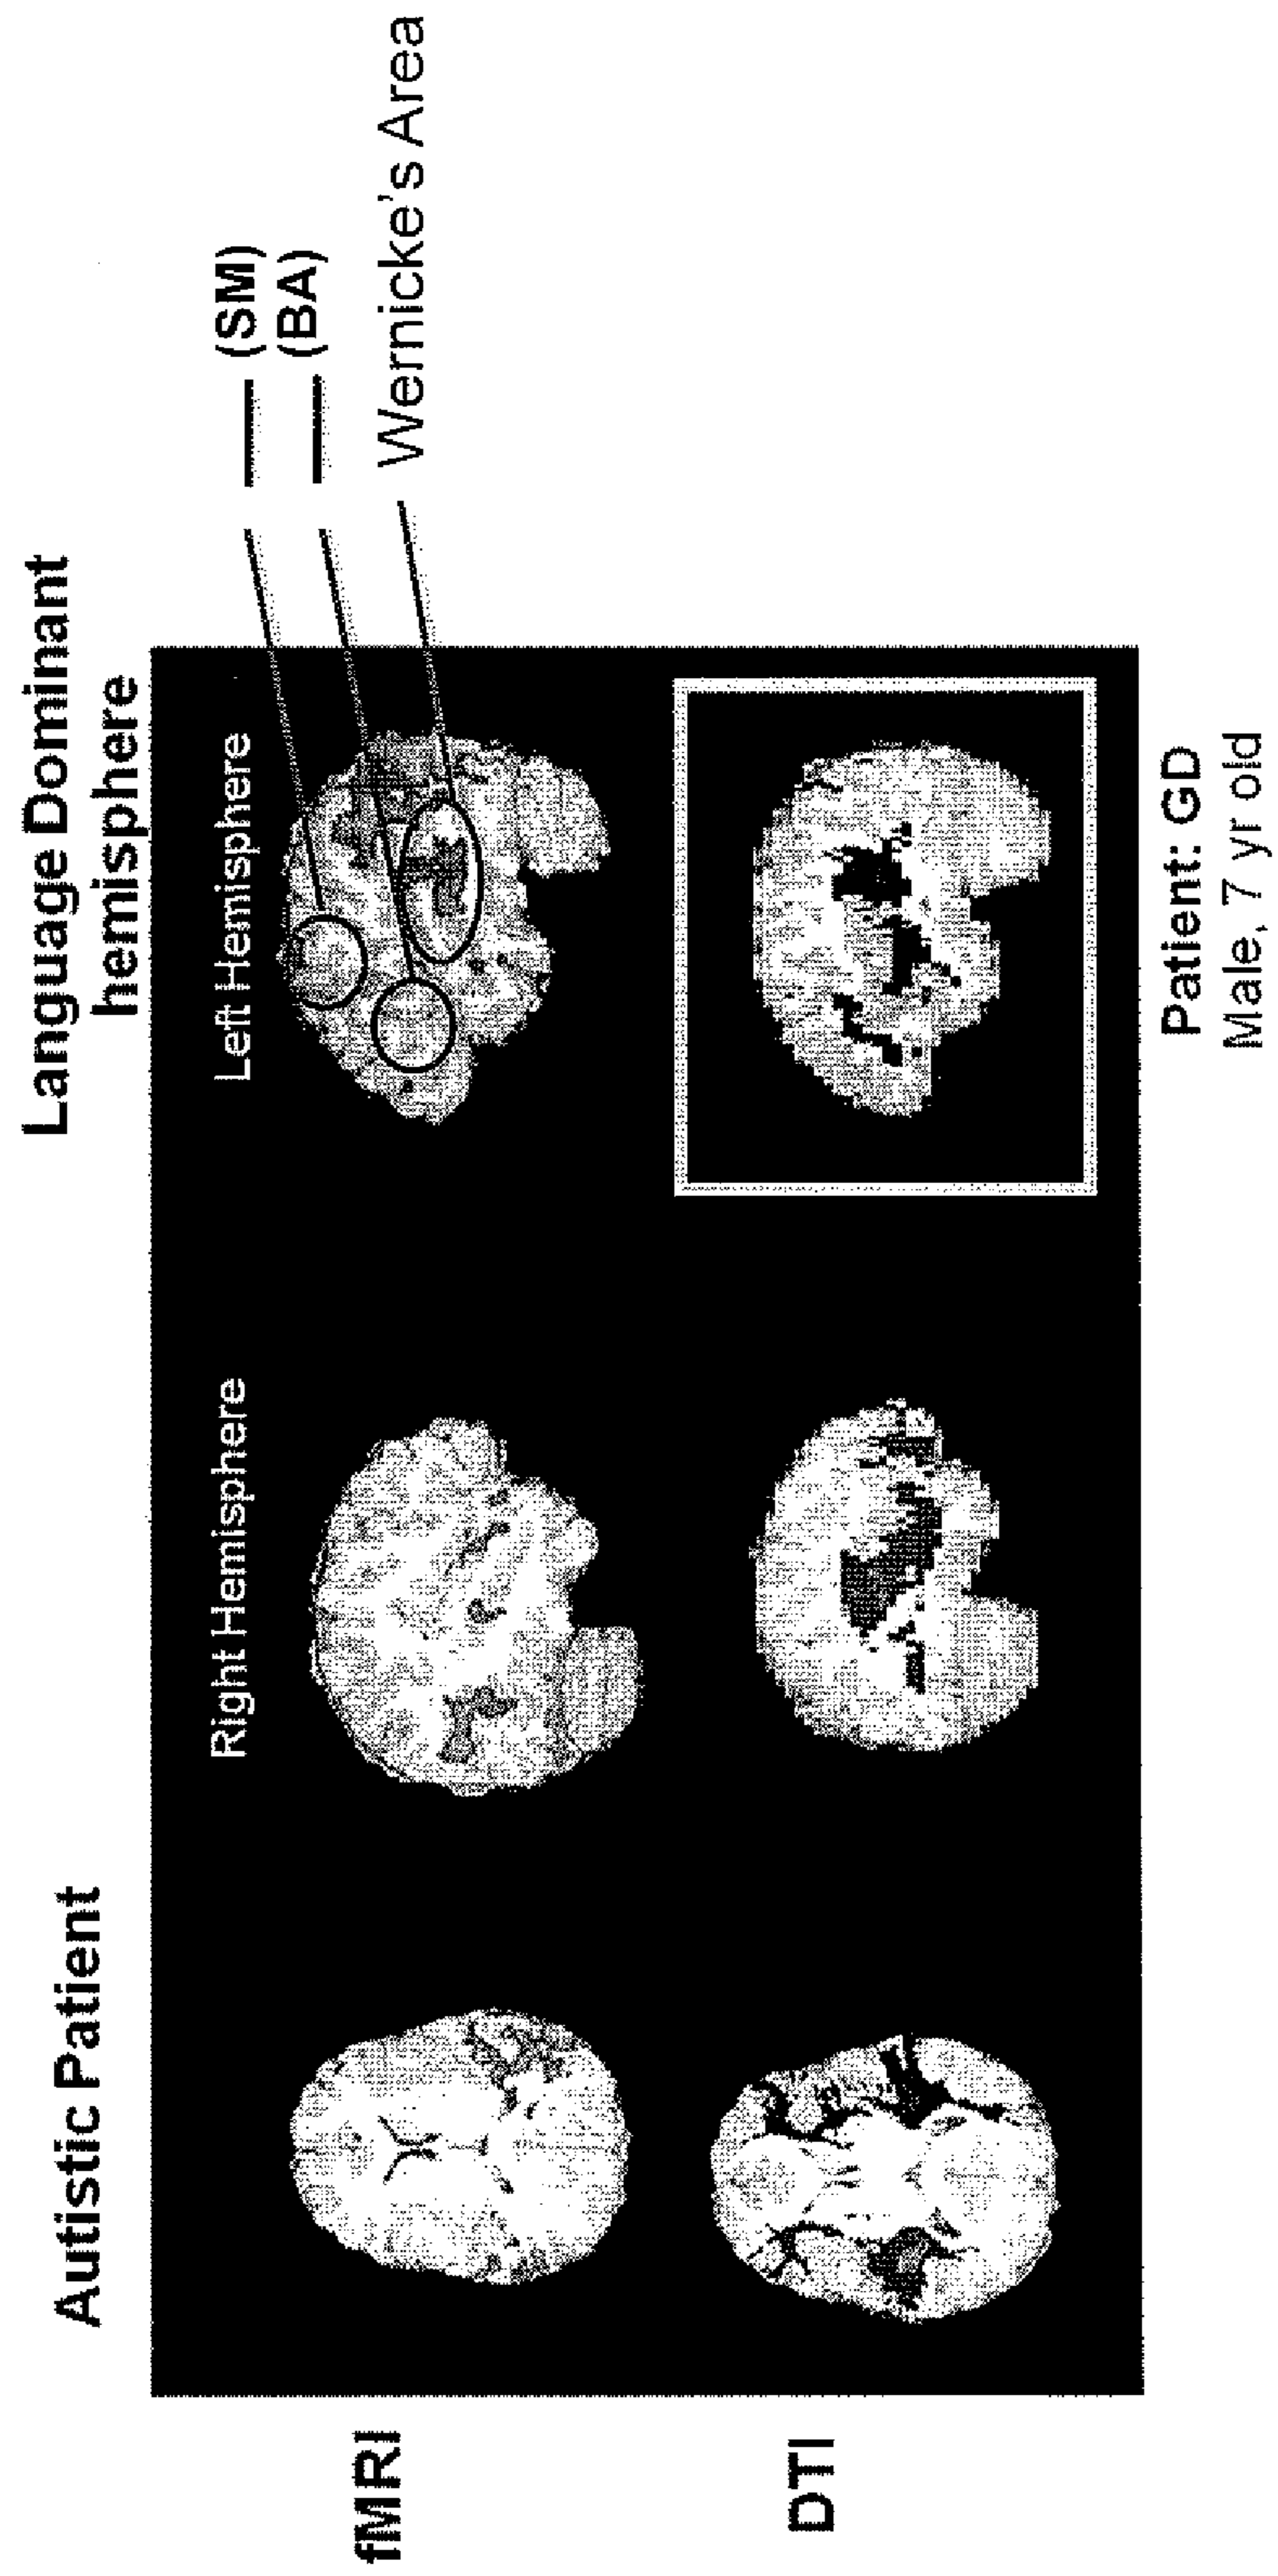 Autistic Patient
Language Dominant
hemisphere
Right Hemisphere
Left Hemisphere
(SM)
(BA)
Wernicke's Area
fMRI
DTI
Patient: GD
Male, 7 yr old